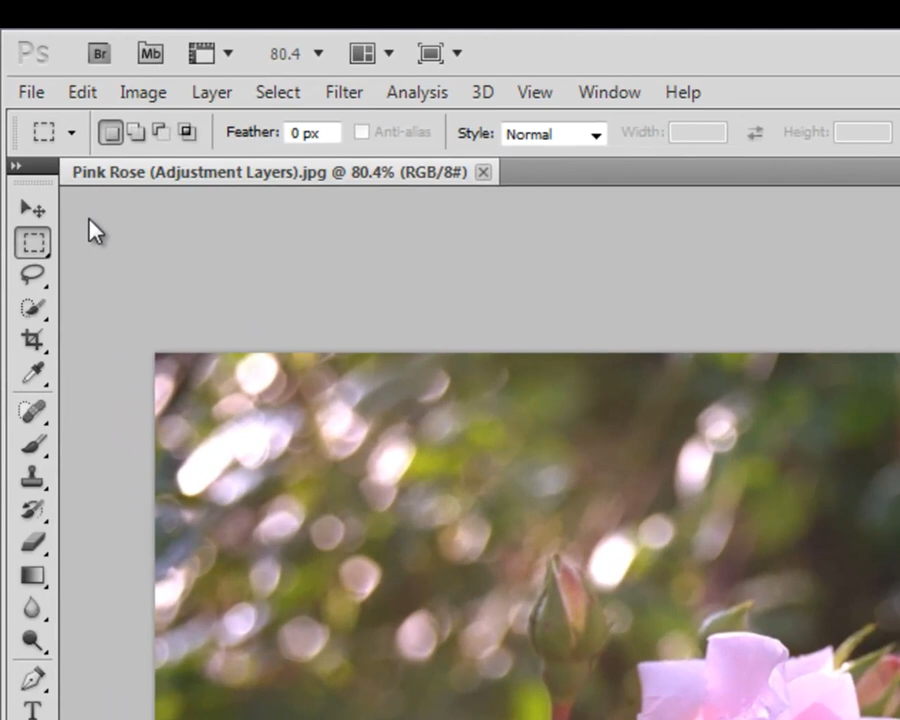 Ps Br Mb 80.4
File Edit Image Layer Select Filter Analysis 3D View Window Help
Feather: 0 px Anti-alias Style: Normal Width: Height:
Pink Rose (Adjustment Layers).jpg @ 80.4% (RGB/8#)
T